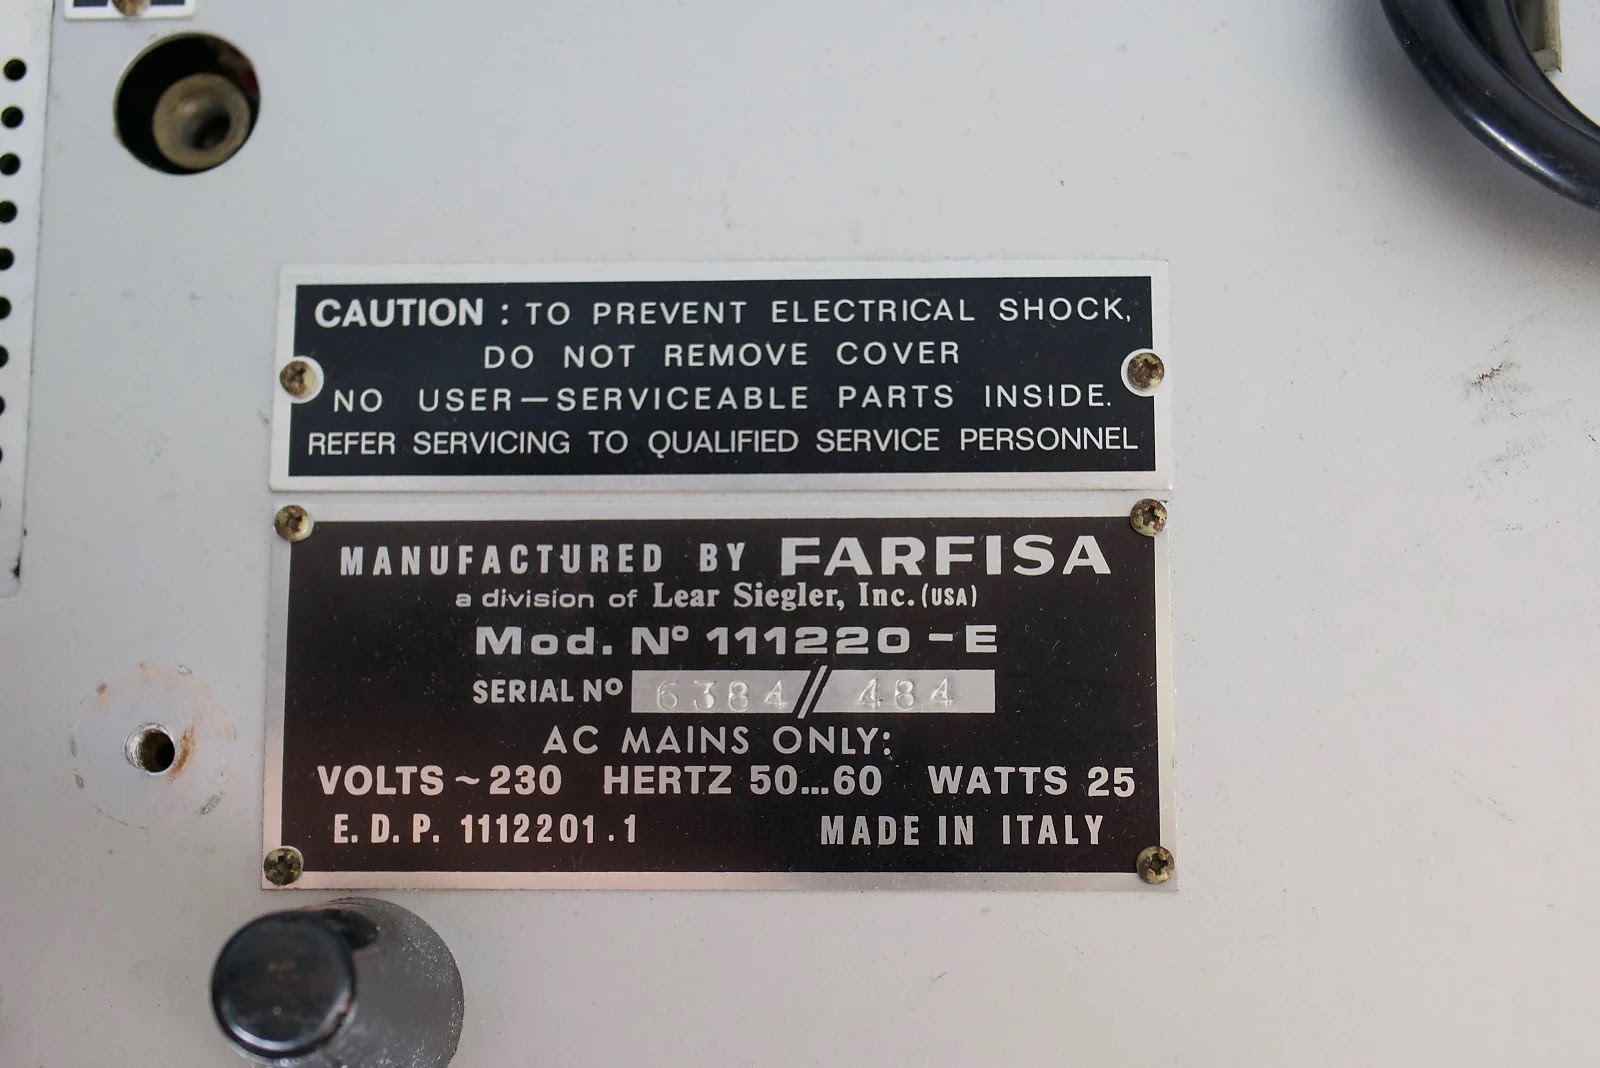 CAUTION : TO PREVENT ELECTRICAL SHOCK,
DO NOT REMOVE COVER
NO USER—SERVICEABLE PARTS INSIDE.
REFER SERVICING TO QUALIFIED SERVICE PERSONNEL
MANUFACTURED BY FARFISA
a division of Lear Siegler, Inc. (USA)
Mod. Nº 111220 - E
SERIAL Nº 6384 // 484
AC MAINS ONLY:
VOLTS ~ 230 HERTZ 50...60 WATTS 25
E. D. P. 1112201.1 MADE IN ITALY